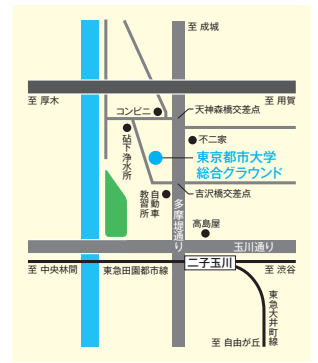 至 成城
至 厚木
至 用賀
コンビニ
天神森橋交差点
砧下浄水所
不二家
東京都市大学
総合グラウンド
自動車
教習所
吉沢橋交差点
多摩堤通り
高島屋
玉川通り
二子玉川
至 中央林間
東急田園都市線
至 渋谷
東急大井町線
至 自由が丘